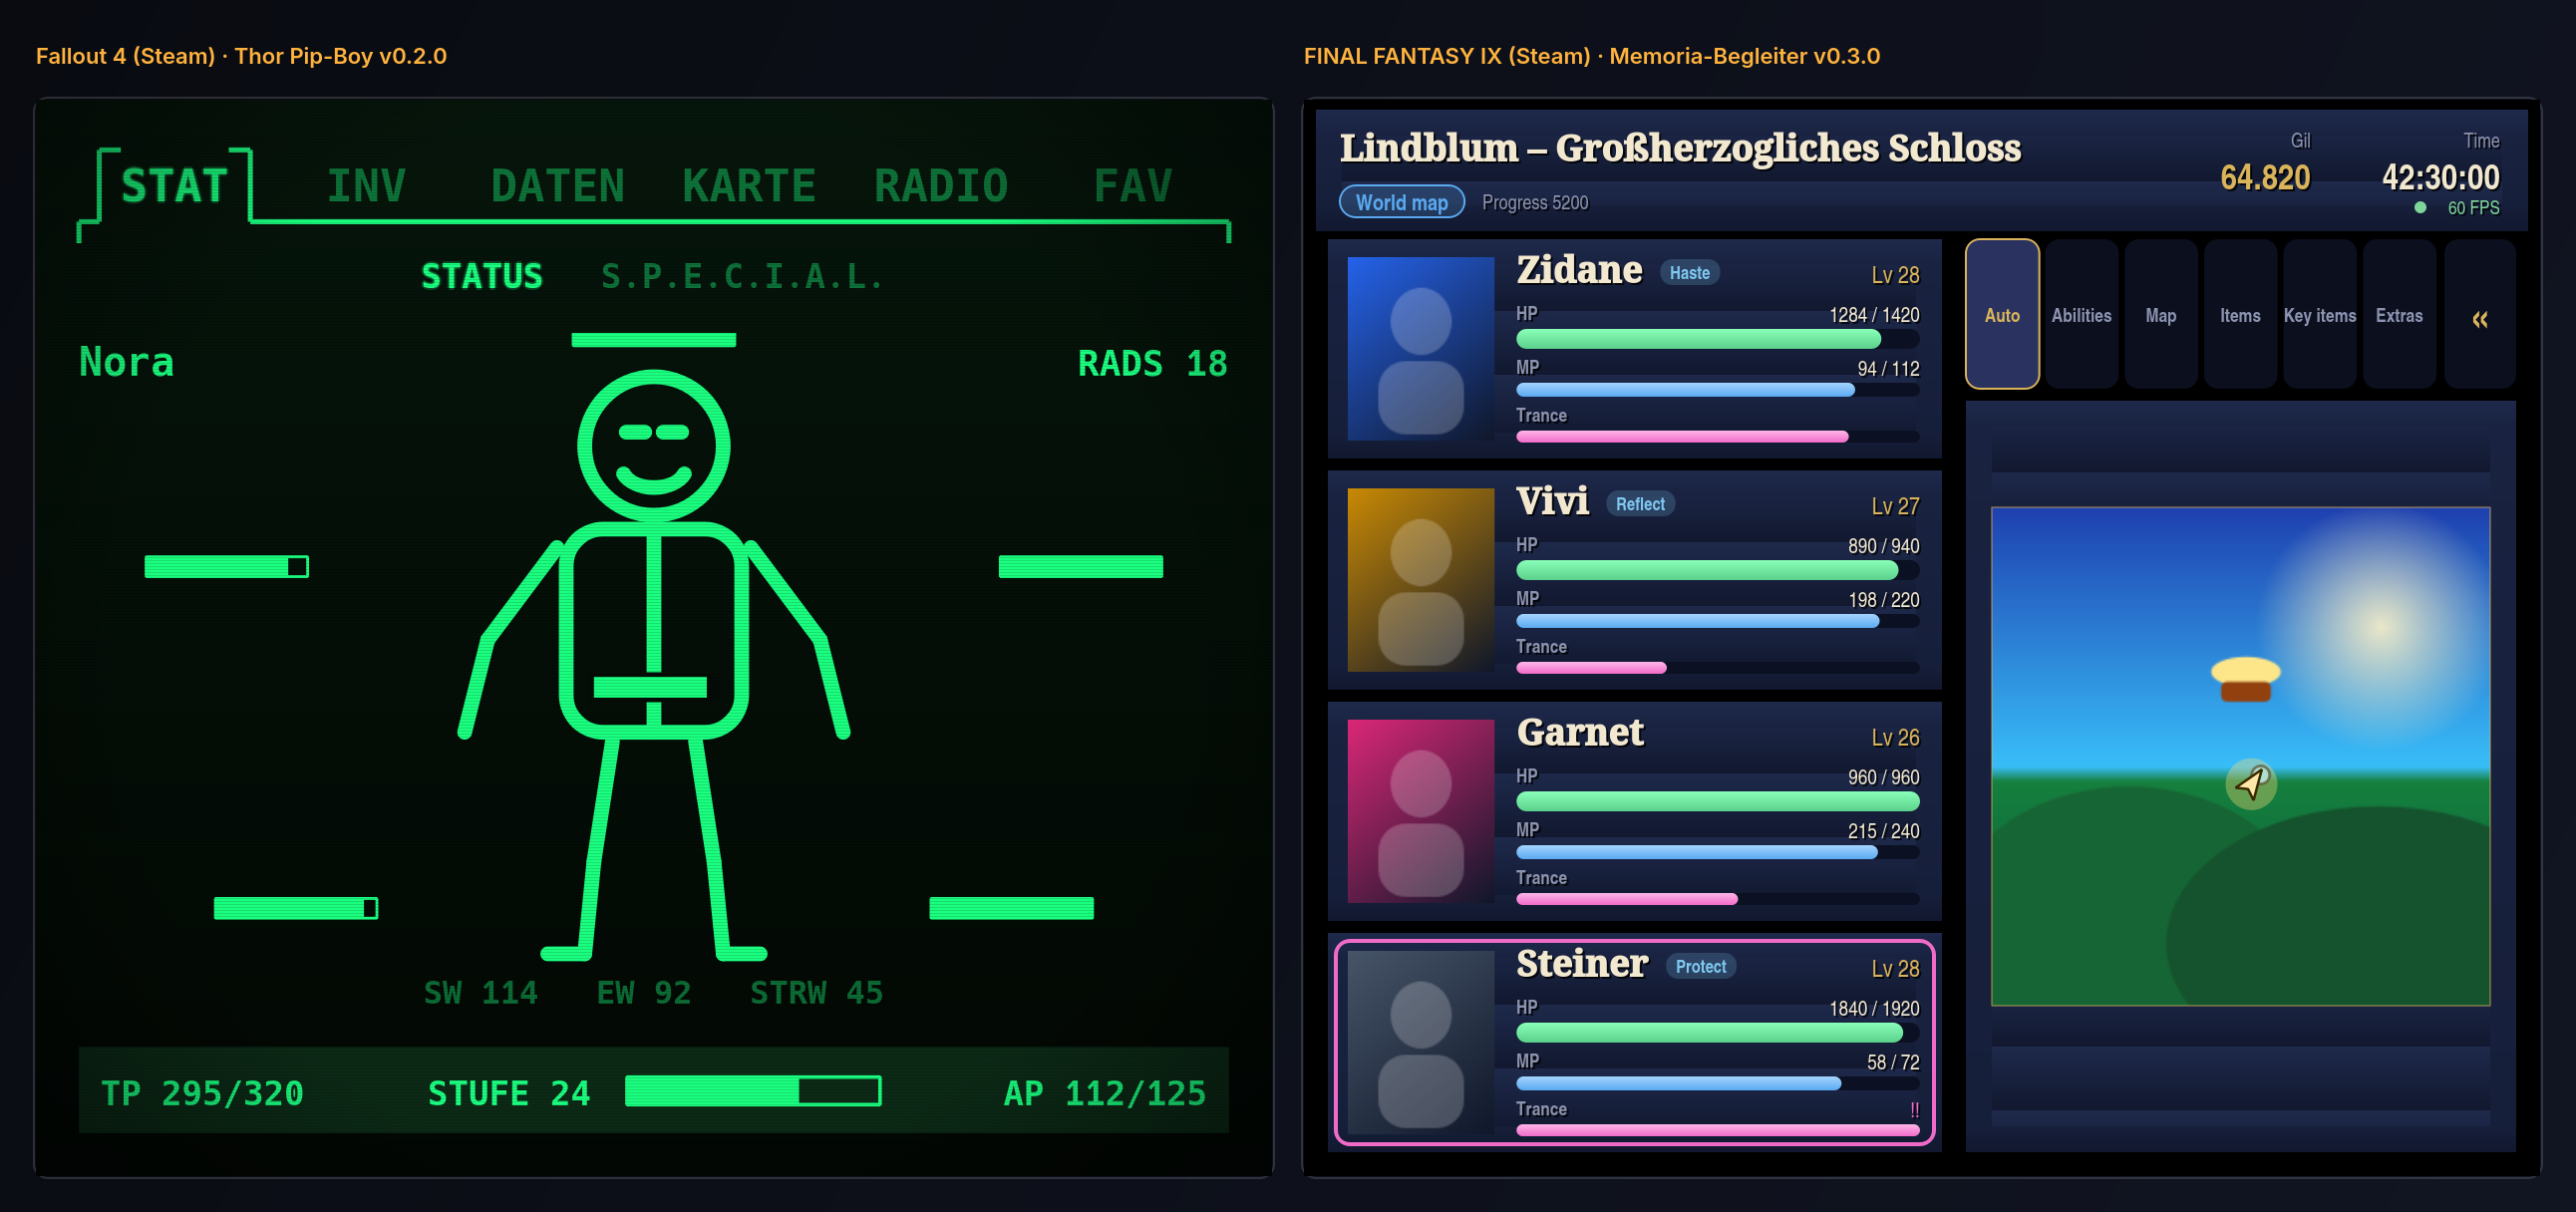 Fallout 4 (Steam) · Thor Pip-Boy v0.2.0
STAT INV DATEN KARTE RADIO FAV
STATUS S.P.E.C.I.A.L.
Nora RADS 18
SW 114 EW 92 STRW 45
TP 295/320 STUFE 24 AP 112/125
FINAL FANTASY IX (Steam) · Memoria-Begleiter v0.3.0
Lindblum – Großherzogliches Schloss
Gil Time
64.820 42:30:00
World map Progress 5200
60 FPS
Zidane Haste Lv 28
HP 1284 / 1420
MP 94 / 112
Trance
Vivi Reflect Lv 27
HP 890 / 940
MP 198 / 220
Trance
Garnet Lv 26
HP 960 / 960
MP 215 / 240
Trance
Steiner Protect Lv 28
HP 1840 / 1920
MP 58 / 72
Trance !!
Auto Abilities Map Items Key items Extras «